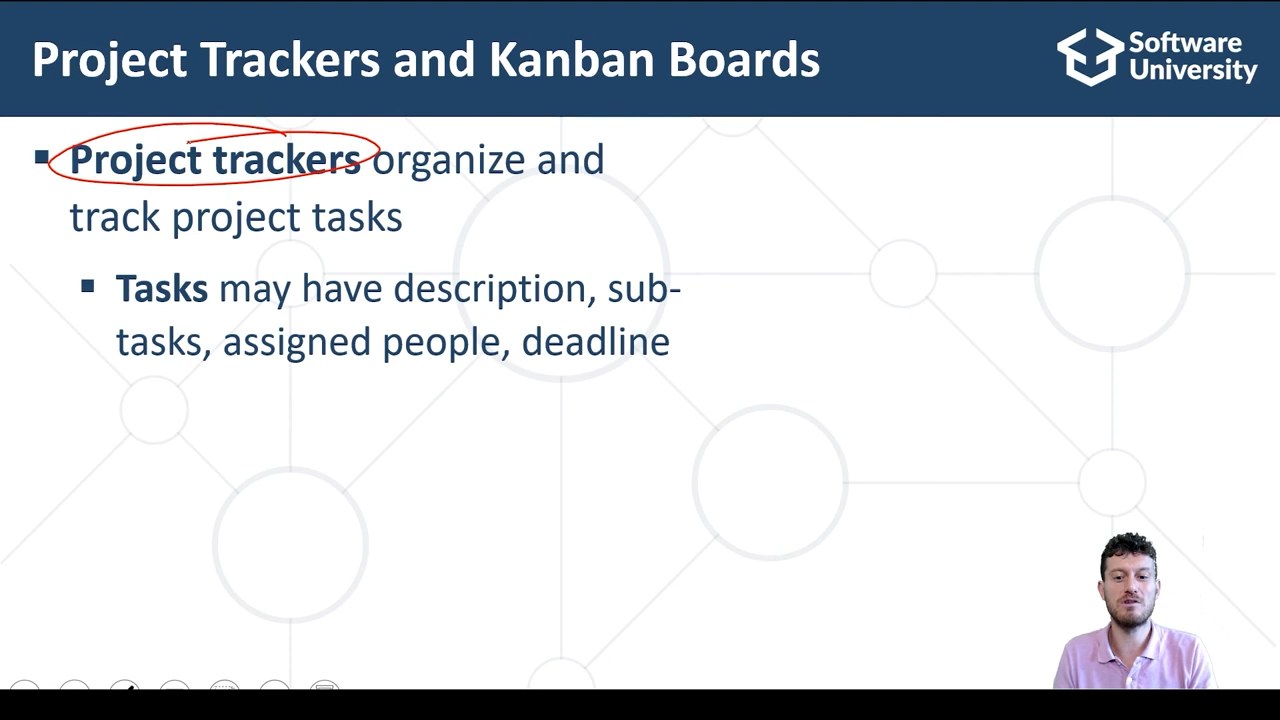 Project Trackers and Kanban Boards
Software
University
▪ Project trackers organize and
track project tasks
▪ Tasks may have description, sub-
tasks, assigned people, deadline